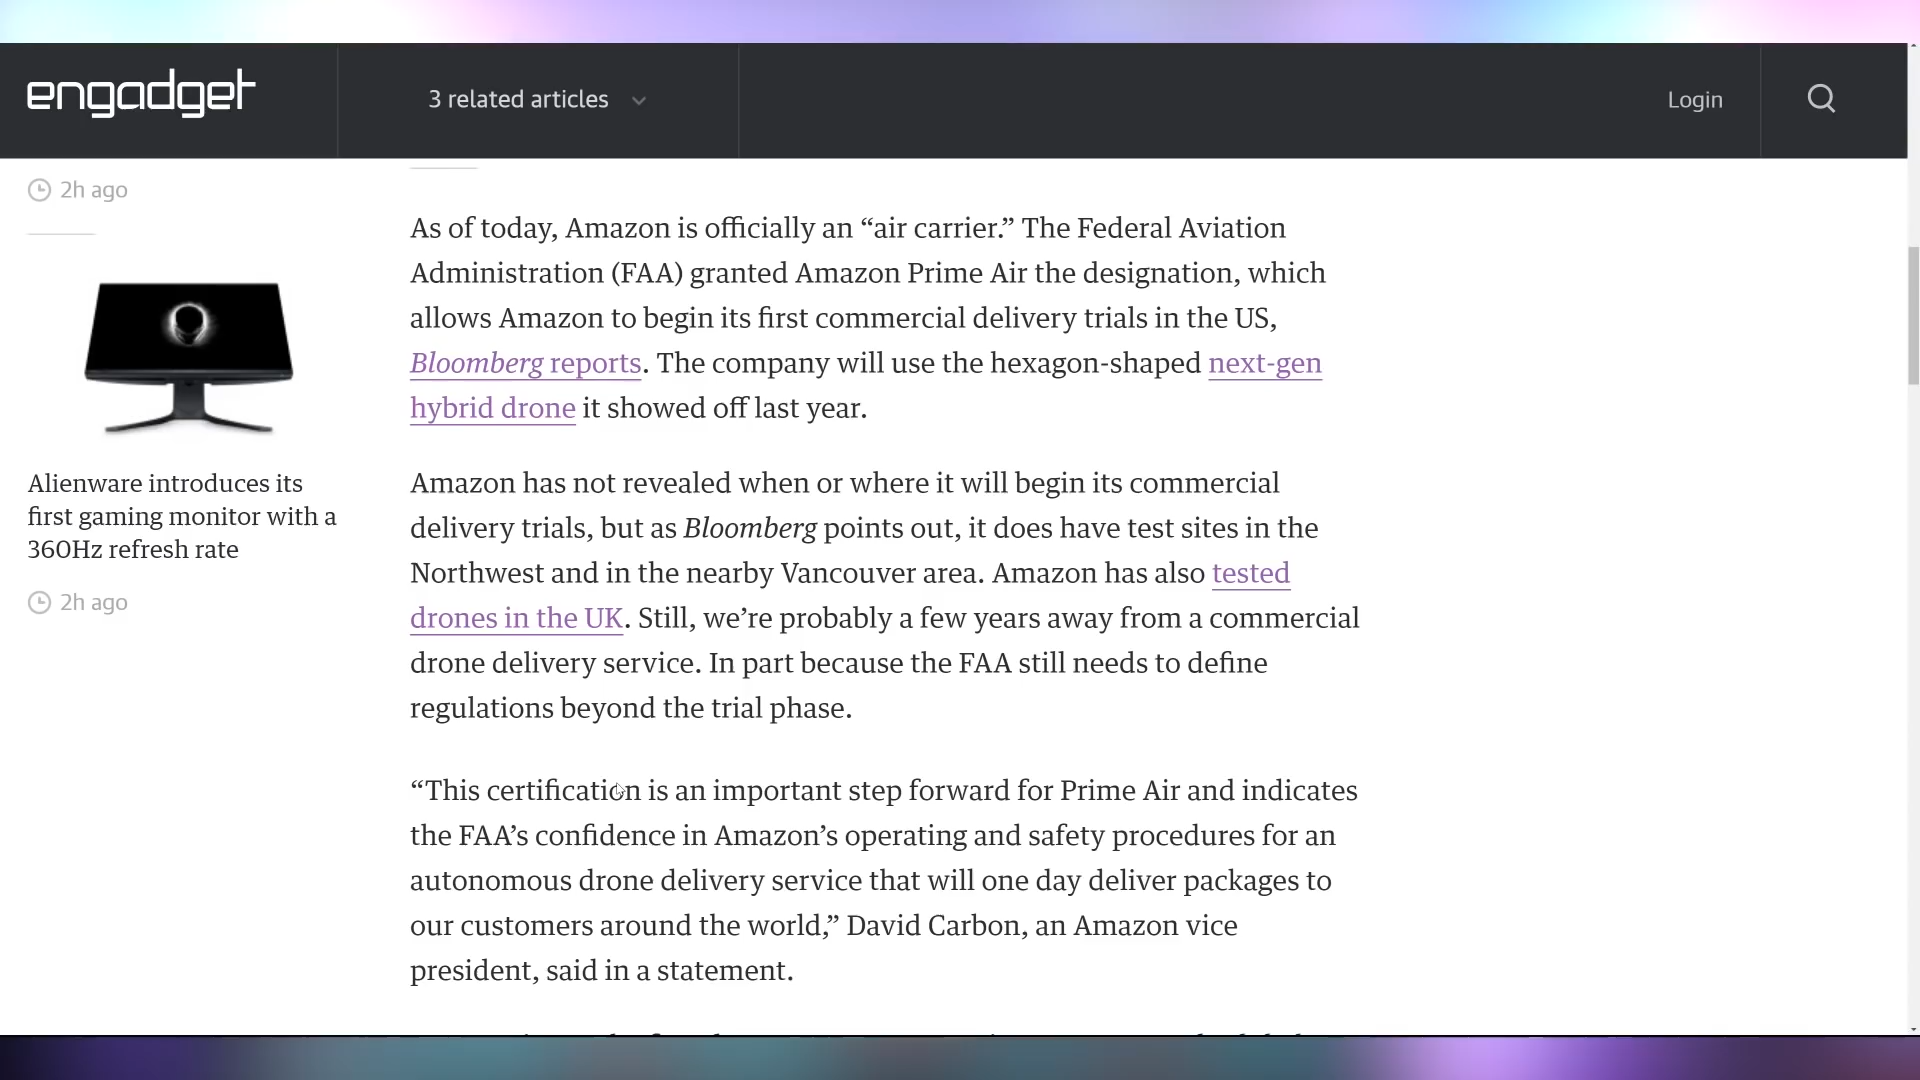 engadget
3 related articles
Login
2h ago
Alienware introduces its
first gaming monitor with a
360Hz refresh rate
2h ago
As of today, Amazon is officially an “air carrier.” The Federal Aviation
Administration (FAA) granted Amazon Prime Air the designation, which
allows Amazon to begin its first commercial delivery trials in the US,
Bloomberg reports. The company will use the hexagon-shaped next-gen
hybrid drone it showed off last year.
Amazon has not revealed when or where it will begin its commercial
delivery trials, but as Bloomberg points out, it does have test sites in the
Northwest and in the nearby Vancouver area. Amazon has also tested
drones in the UK. Still, we’re probably a few years away from a commercial
drone delivery service. In part because the FAA still needs to define
regulations beyond the trial phase.
“This certification is an important step forward for Prime Air and indicates
the FAA’s confidence in Amazon’s operating and safety procedures for an
autonomous drone delivery service that will one day deliver packages to
our customers around the world,” David Carbon, an Amazon vice
president, said in a statement.